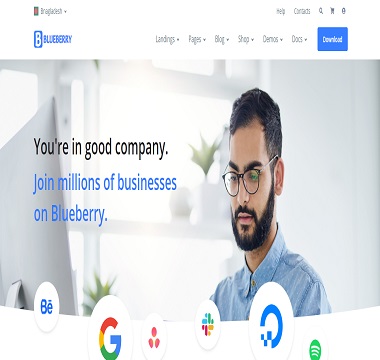 Bnagladesh
Help Contacts
B BLUEBERRY
Landings Pages Blog Shop Demos Docs Download
You're in good company.
Join millions of businesses
on Blueberry.
Bē
G